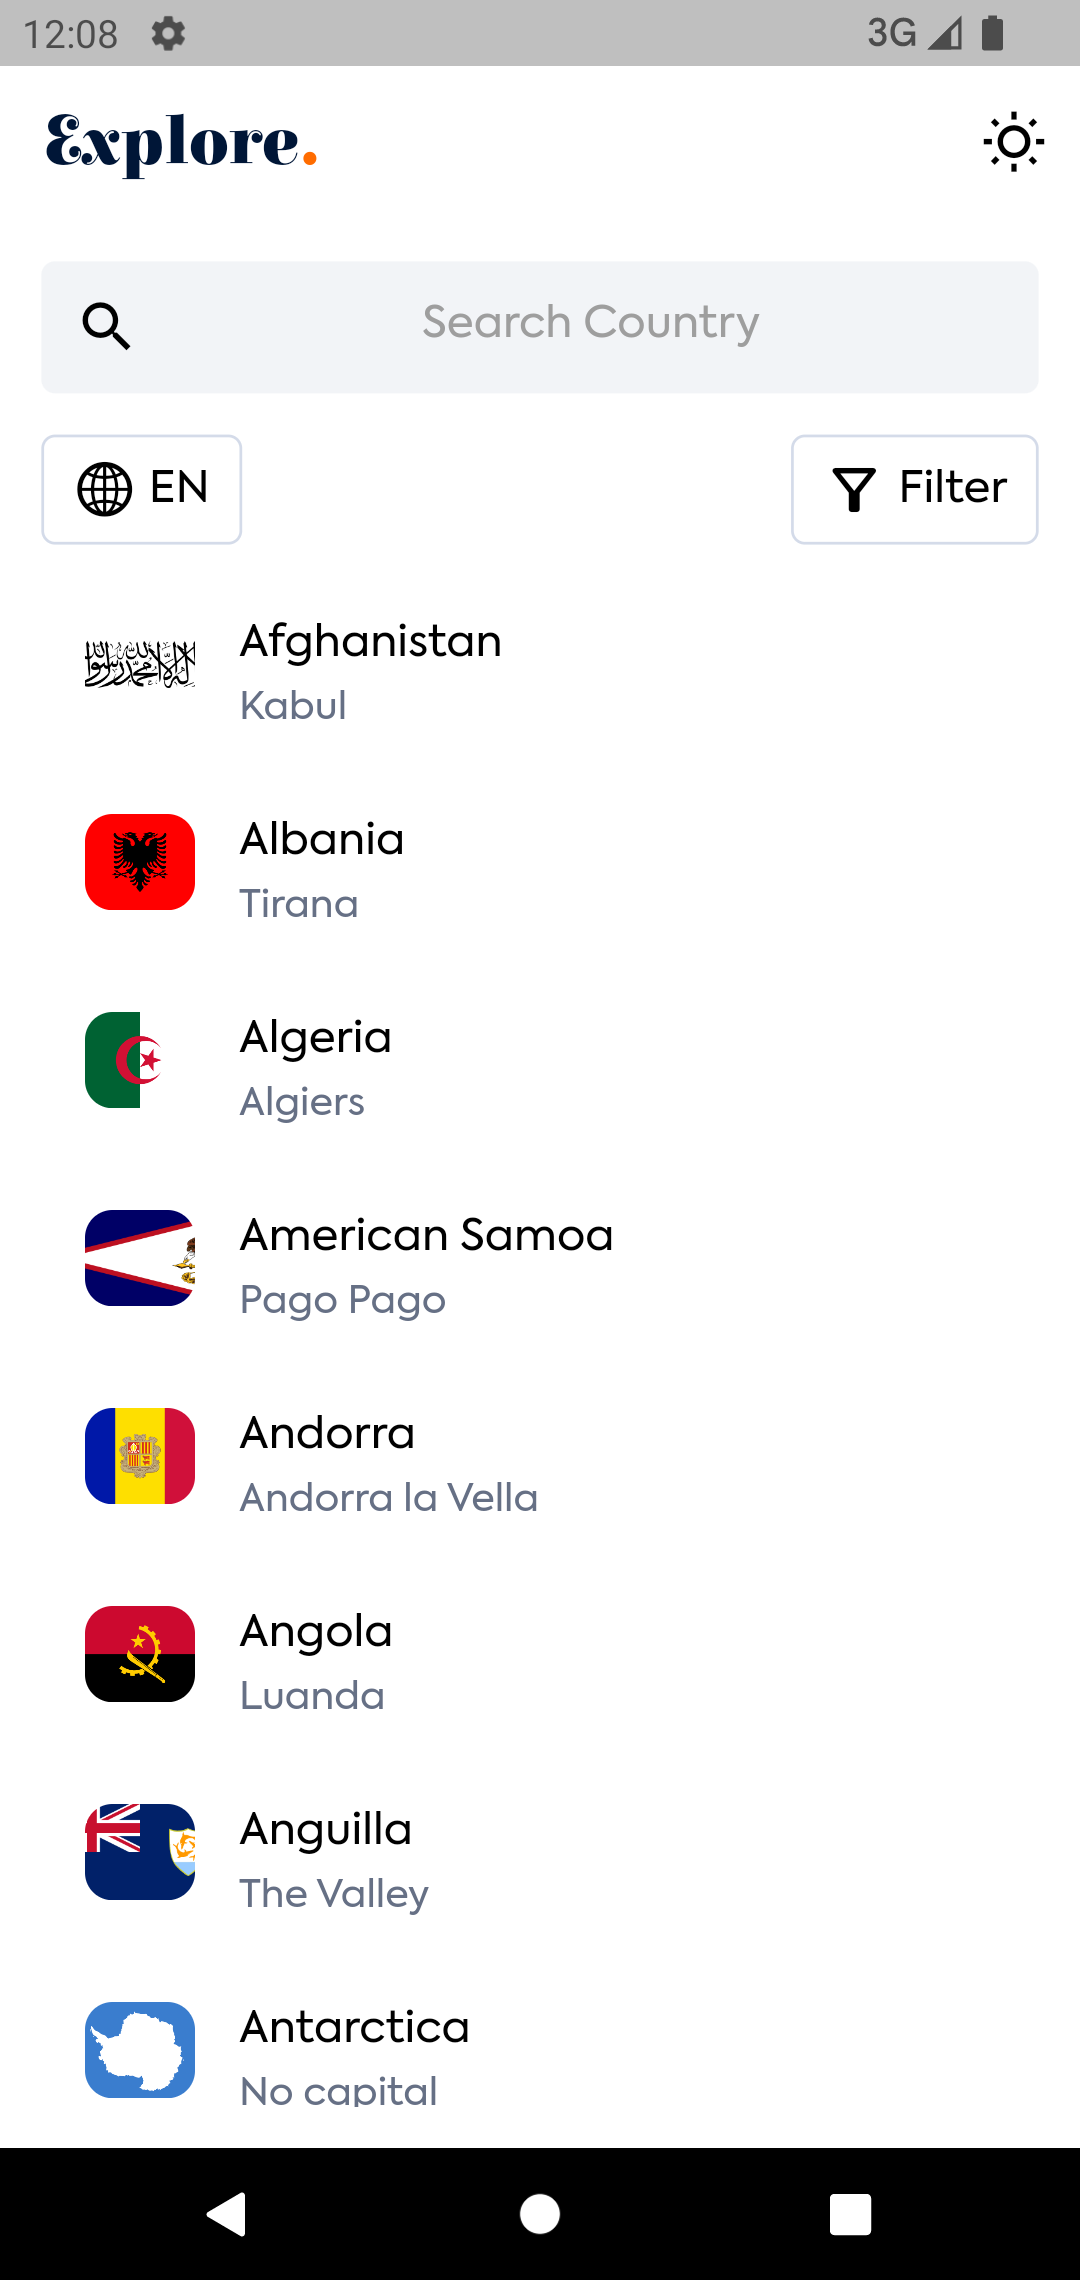 12:08 3G
Explore.
Search Country
EN Filter
Afghanistan
Kabul
Albania
Tirana
Algeria
Algiers
American Samoa
Pago Pago
Andorra
Andorra la Vella
Angola
Luanda
Anguilla
The Valley
Antarctica
No capital